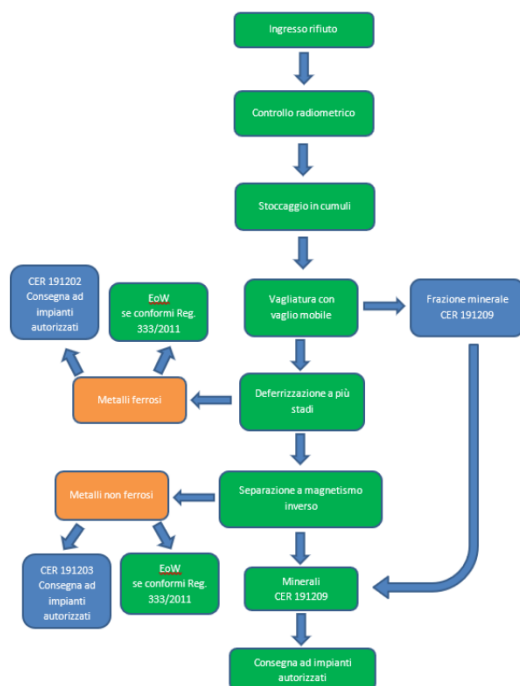 Ingresso rifiuto
Controllo radiometrico
Stoccaggio in cumuli
CER 191202
Consegna ad
impianti
autorizzati
EoW
se conformi Reg.
333/2011
Vagliatura con
vaglio mobile
Frazione minerale
CER 191209
Metalli ferrosi
Deferrizzazione a più
stadi
Metalli non ferrosi
Separazione a magnetismo
inverso
CER 191203
Consegna ad
impianti
autorizzati
EoW
se conformi Reg.
333/2011
Minerali
CER 191209
Consegna ad impianti
autorizzati